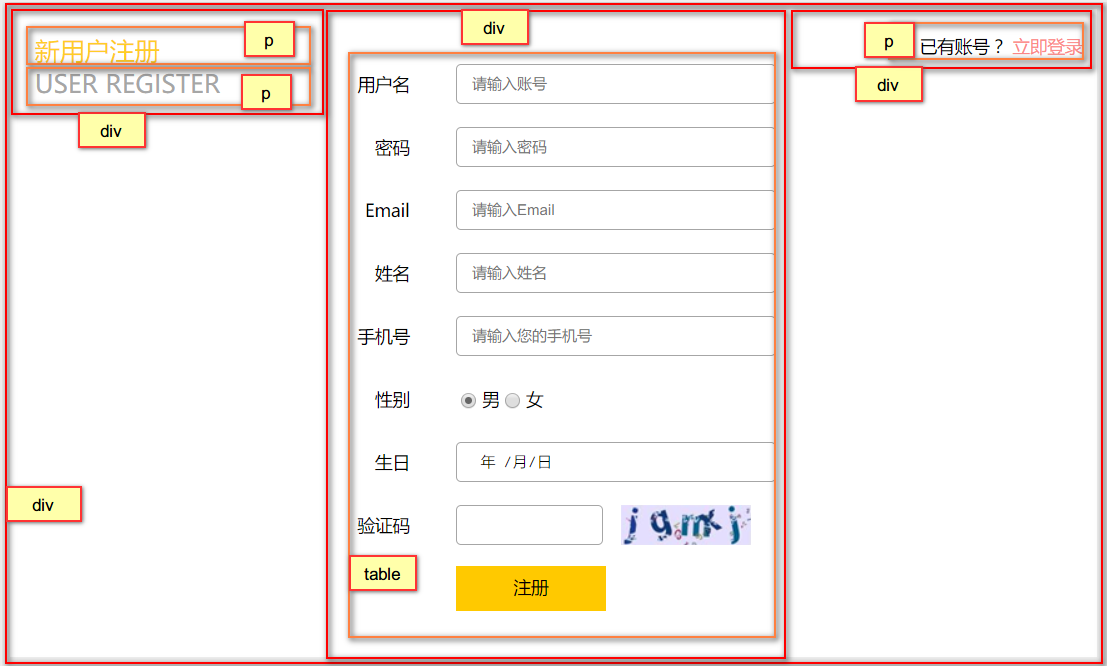 新用户注册
p
USER REGISTER
p
div
div
div
用户名
请输入账号
密码
请输入密码
Email
请输入Email
姓名
请输入姓名
手机号
请输入您的手机号
性别
男 女
生日
年 /月/日
验证码
table
注册
p
已有账号？ 立即登录
div